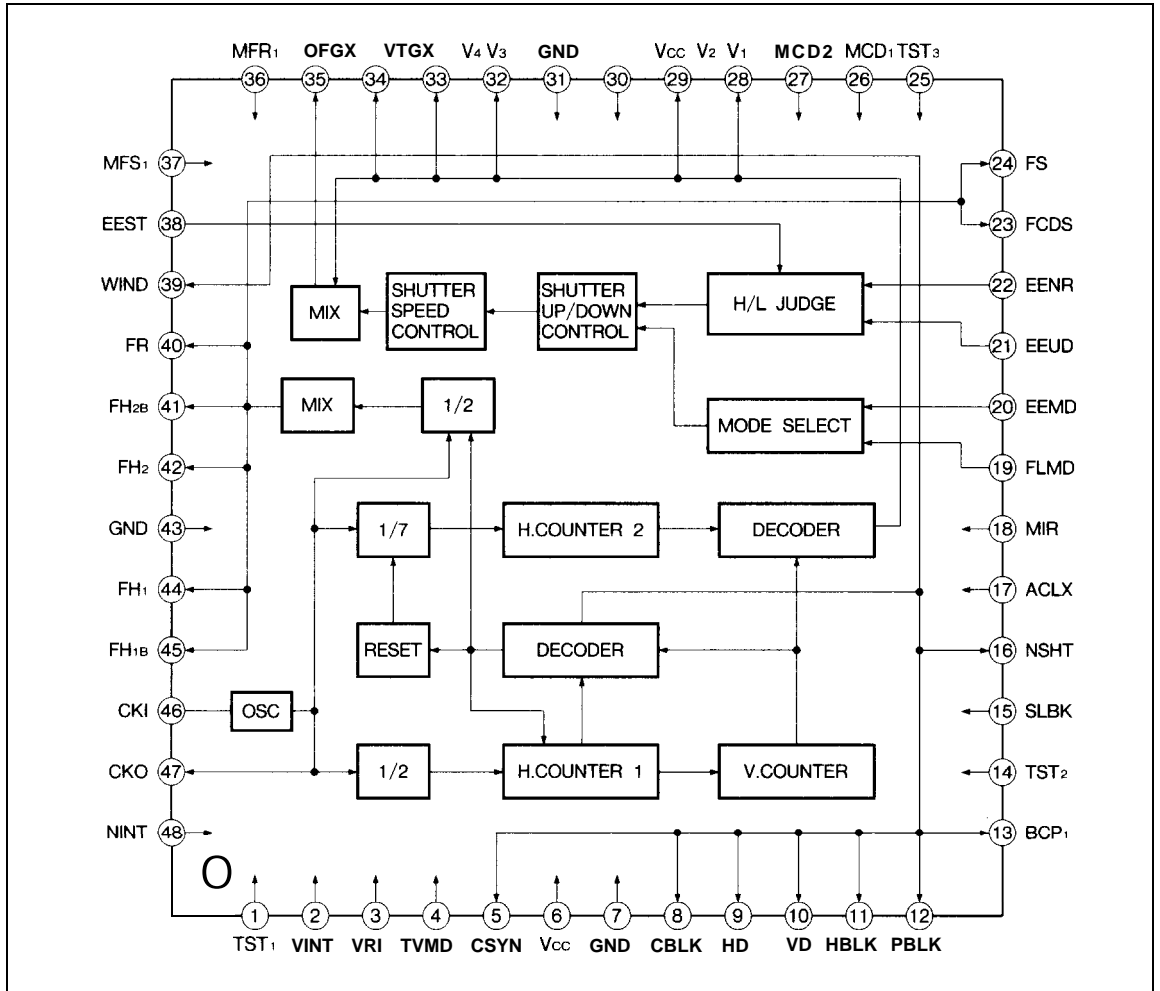 MFR1 OFGX VTGX V4 V3 GND VCC V2 V1 MCD2 MCD1 TST3
36 35 34 33 32 31 30 29 28 27 26 25
MFS1 37
24 FS
EEST 38
23 FCDS
WIND 39
22 EENR
MIX
SHUTTER
SPEED
CONTROL
SHUTTER
UP/DOWN
CONTROL
H/L JUDGE
FR 40
21 EEUD
FH2B 41
MIX
1/2
MODE SELECT
20 EEMD
FH2 42
19 FLMD
GND 43
1/7
H.COUNTER 2
DECODER
18 MIR
FH1 44
17 ACLX
FH1B 45
RESET
DECODER
16 NSHT
CKI 46
OSC
15 SLBK
CKO 47
1/2
H.COUNTER 1
V.COUNTER
14 TST2
NINT 48
13 BCP1
1 2 3 4 5 6 7 8 9 10 11 12
TST1 VINT VRI TVMD CSYN VCC GND CBLK HD VD HBLK PBLK